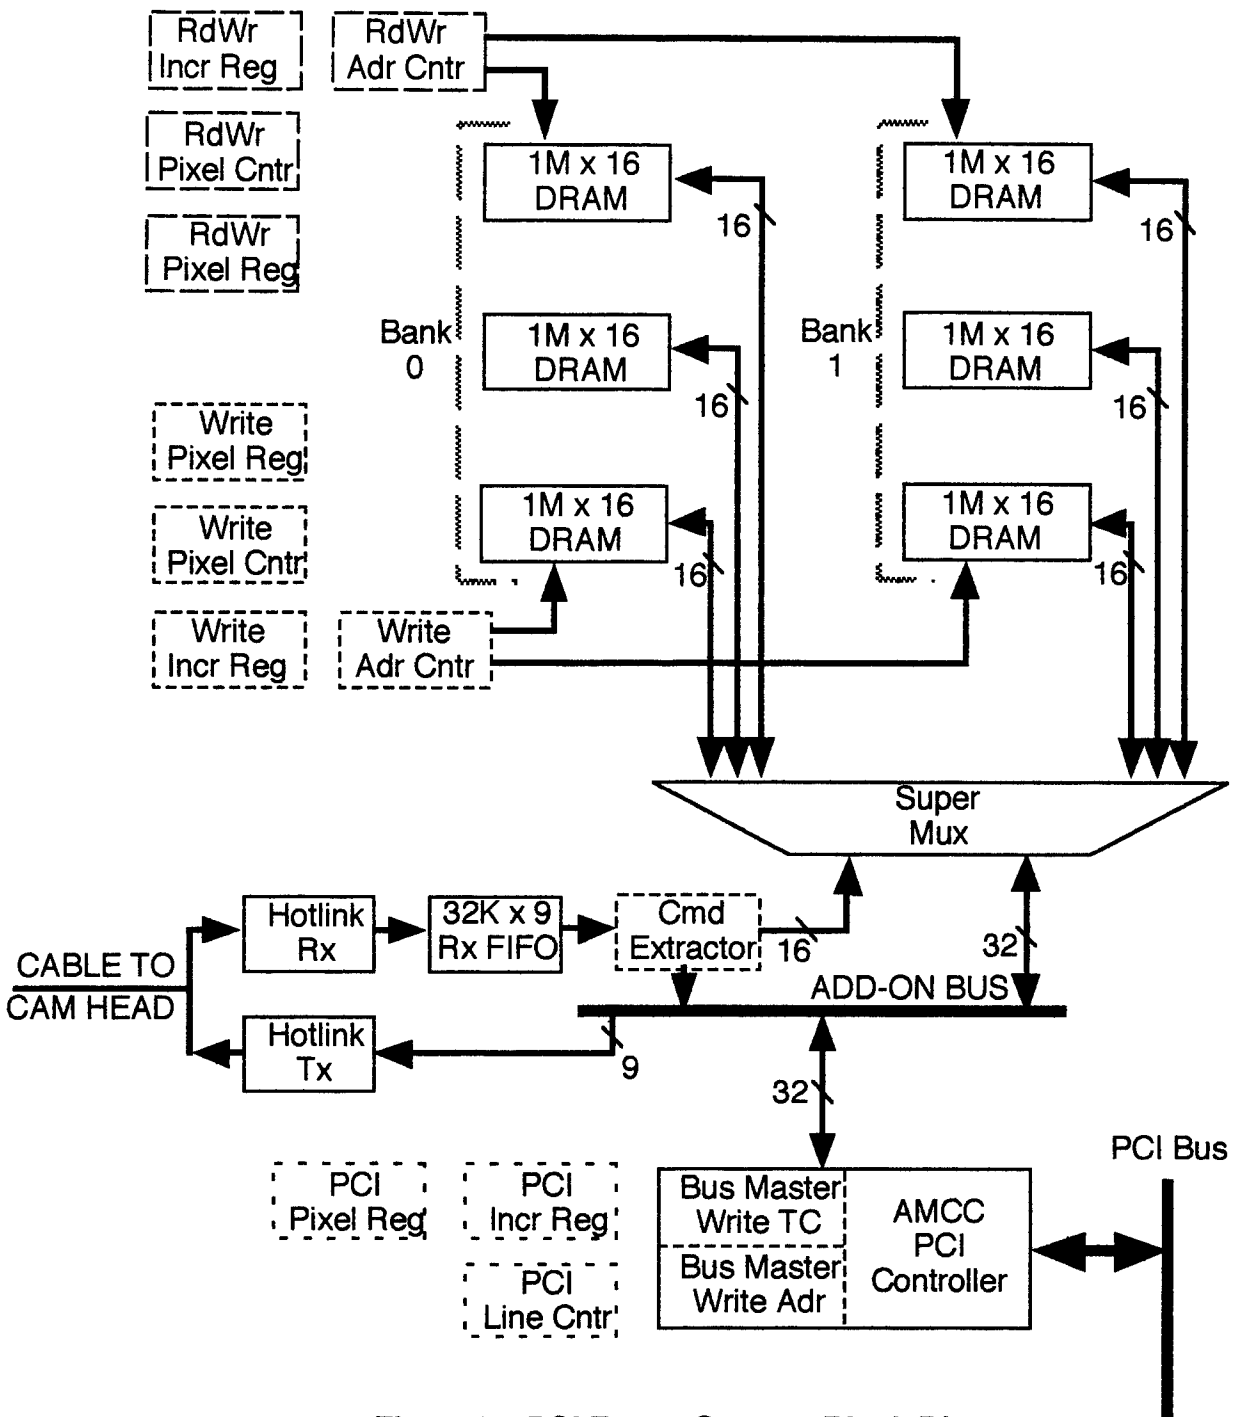 RdWr
Incr Reg
RdWr
Adr Cntr
RdWr
Pixel Cntr
RdWr
Pixel Reg
1M x 16
DRAM
16
1M x 16
DRAM
16
Bank
0
1M x 16
DRAM
16
Bank
1
1M x 16
DRAM
16
Write
Pixel Reg
Write
Pixel Cntr
1M x 16
DRAM
16
1M x 16
DRAM
16
Write
Incr Reg
Write
Adr Cntr
Super
Mux
Hotlink
Rx
32K x 9
Rx FIFO
Cmd
Extractor
16
32
CABLE TO
CAM HEAD
ADD-ON BUS
Hotlink
Tx
9
32
PCI Bus
PCI
Pixel Reg
PCI
Incr Reg
Bus Master
Write TC
AMCC
PCI
Controller
PCI
Line Cntr
Bus Master
Write Adr